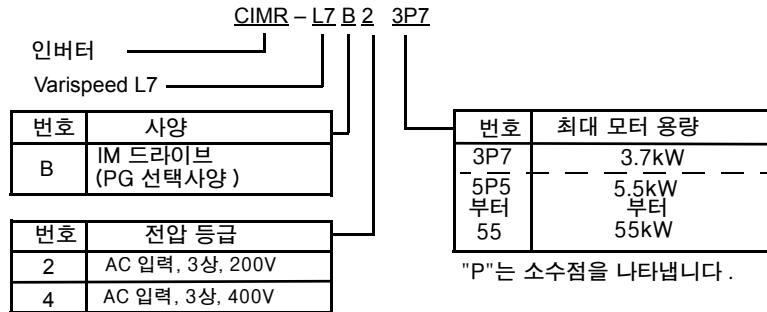 CIMR – L7 B 2 3P7
인버터
Varispeed L7
번호 사양
B IM 드라이브
(PG 선택사양 )
번호 전압 등급
2 AC 입력, 3상, 200V
4 AC 입력, 3상, 400V
번호 최대 모터 용량
3P7 3.7kW
5P5 5.5kW
부터 부터
55 55kW
"P"는 소수점을 나타냅니다 .